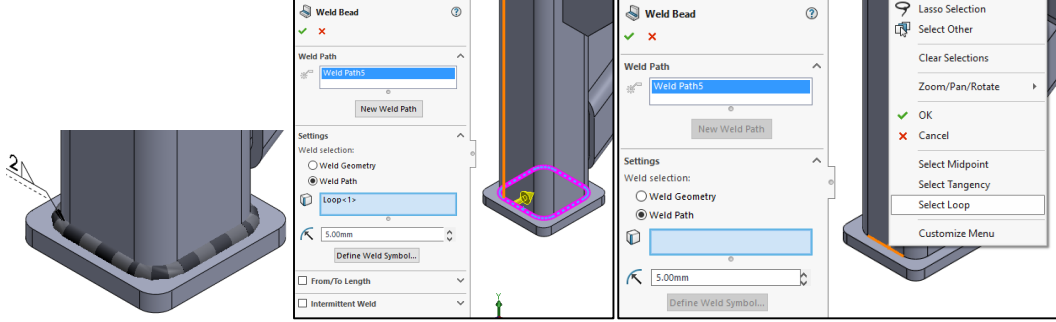 2
Weld Bead
Weld Path
Weld Path5
New Weld Path
Settings
Weld selection:
Weld Geometry
Weld Path
Loop<1>
5.00mm
Define Weld Symbol...
From/To Length
Intermittent Weld
Y
Weld Bead
Weld Path
Weld Path5
New Weld Path
Settings
Weld selection:
Weld Geometry
Weld Path
5.00mm
Define Weld Symbol...
Lasso Selection
Select Other
Clear Selections
Zoom/Pan/Rotate
OK
Cancel
Select Midpoint
Select Tangency
Select Loop
Customize Menu